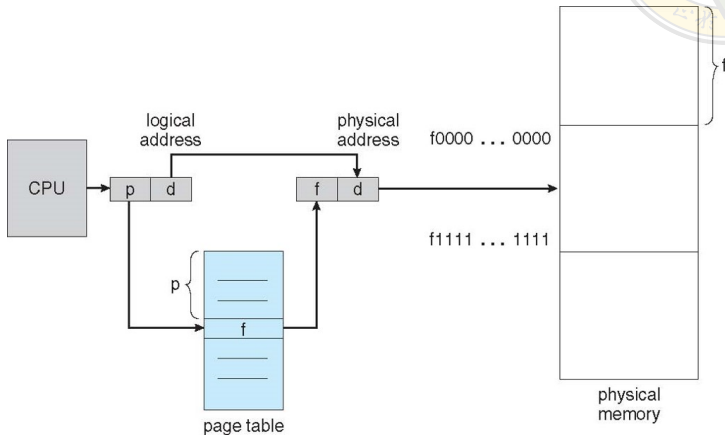 logical
address
physical
address
f0000 ... 0000
f
CPU
p
d
f
d
f1111 ... 1111
p
f
page table
physical
memory